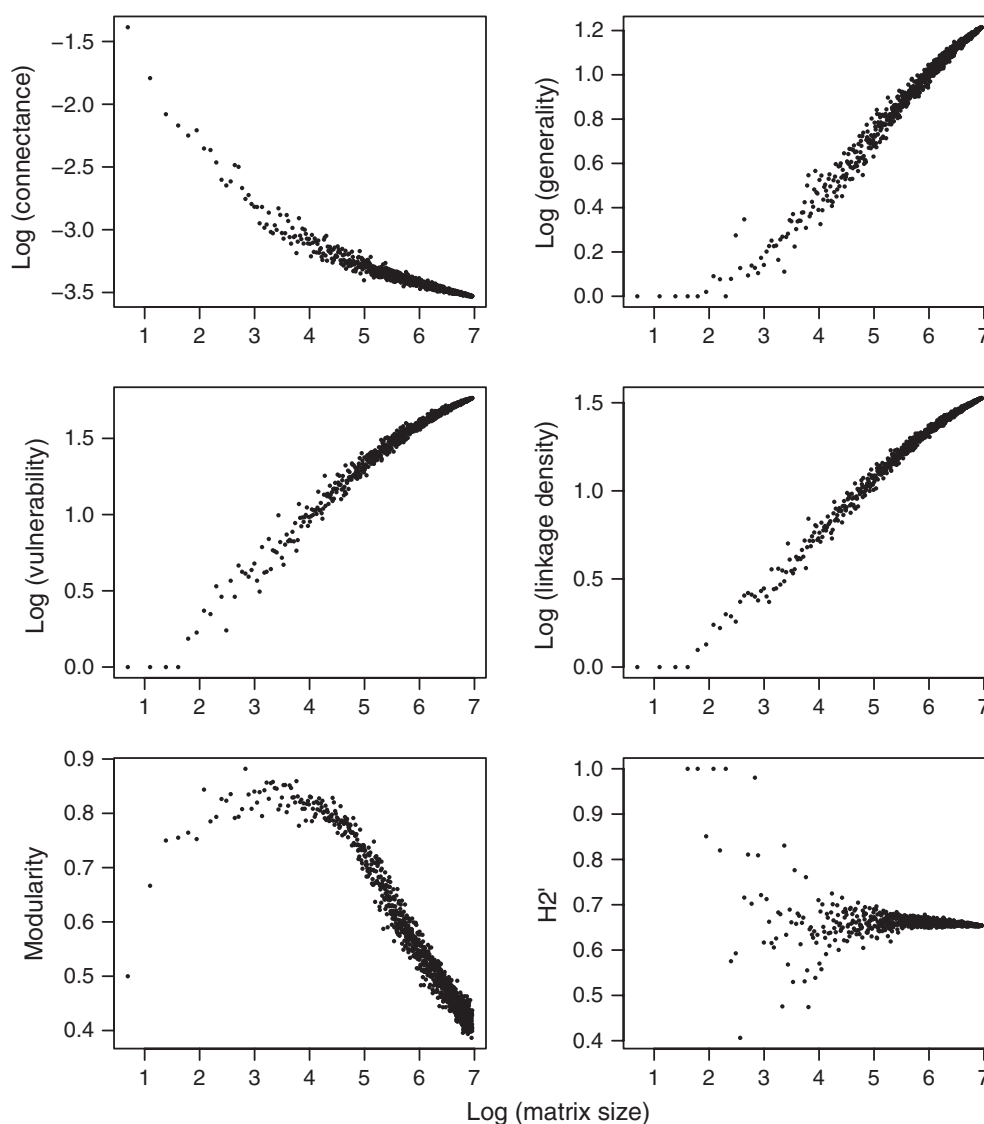 Log (connectance)
−1.5
−2.0
−2.5
−3.0
−3.5
1 2 3 4 5 6 7
Log (generality)
1.2
1.0
0.8
0.6
0.4
0.2
0.0
1 2 3 4 5 6 7
Log (vulnerability)
1.5
1.0
0.5
0.0
1 2 3 4 5 6 7
Log (linkage density)
1.5
1.0
0.5
0.0
1 2 3 4 5 6 7
Modularity
0.9
0.8
0.7
0.6
0.5
0.4
1 2 3 4 5 6 7
H2'
1.0
0.9
0.8
0.7
0.6
0.5
0.4
1 2 3 4 5 6 7
Log (matrix size)